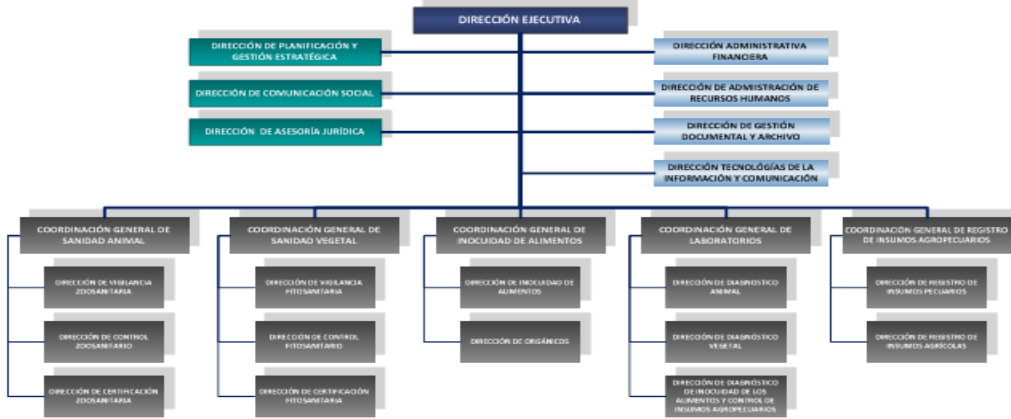 DIRECCIÓN EJECUTIVA
DIRECCIÓN DE PLANIFICACIÓN Y
GESTIÓN ESTRATÉGICA
DIRECCIÓN ADMINISTRATIVA
FINANCIERA
DIRECCIÓN DE COMUNICACIÓN SOCIAL
DIRECCIÓN DE ADMISTRACIÓN DE
RECURSOS HUMANOS
DIRECCIÓN DE ASESORÍA JURÍDICA
DIRECCIÓN DE GESTIÓN
DOCUMENTAL Y ARCHIVO
DIRECCIÓN TECNOLÓGÍAS DE LA
INFORMACIÓN Y COMUNICACIÓN
COORDINACIÓN GENERAL DE
SANIDAD ANIMAL
COORDINACIÓN GENERAL DE
SANIDAD VEGETAL
COORDINACIÓN GENERAL DE
INOCUIDAD DE ALIMENTOS
COORDINACIÓN GENERAL DE
LABORATORIOS
COORDINACIÓN GENERAL DE REGISTRO
DE INSUMOS AGROPECUARIOS
DIRECCIÓN DE VIGILANCIA
ZOOSANITARIA
DIRECCIÓN DE VIGILANCIA
FITOSANITARIA
DIRECCIÓN DE INOCUIDAD DE
ALIMENTOS
DIRECCIÓN DE DIAGNÓSTICO
ANIMAL
DIRECCIÓN DE REGISTRO DE
INSUMOS PECUARIOS
DIRECCIÓN DE CONTROL
ZOOSANITARIO
DIRECCIÓN DE CONTROL
FITOSANITARIO
DIRECCIÓN DE ORGÁNICOS
DIRECCIÓN DE DIAGNÓSTICO
VEGETAL
DIRECCIÓN DE REGISTRO DE
INSUMOS AGRÍCOLAS
DIRECCIÓN DE CERTIFICACIÓN
ZOOSANITARIA
DIRECCIÓN DE CERTIFICACIÓN
FITOSANITARIA
DIRECCIÓN DE DIAGNÓSTICO
DE INOCUIDAD DE LOS
ALIMENTOS Y CONTROL DE
INSUMOS AGROPECUARIOS